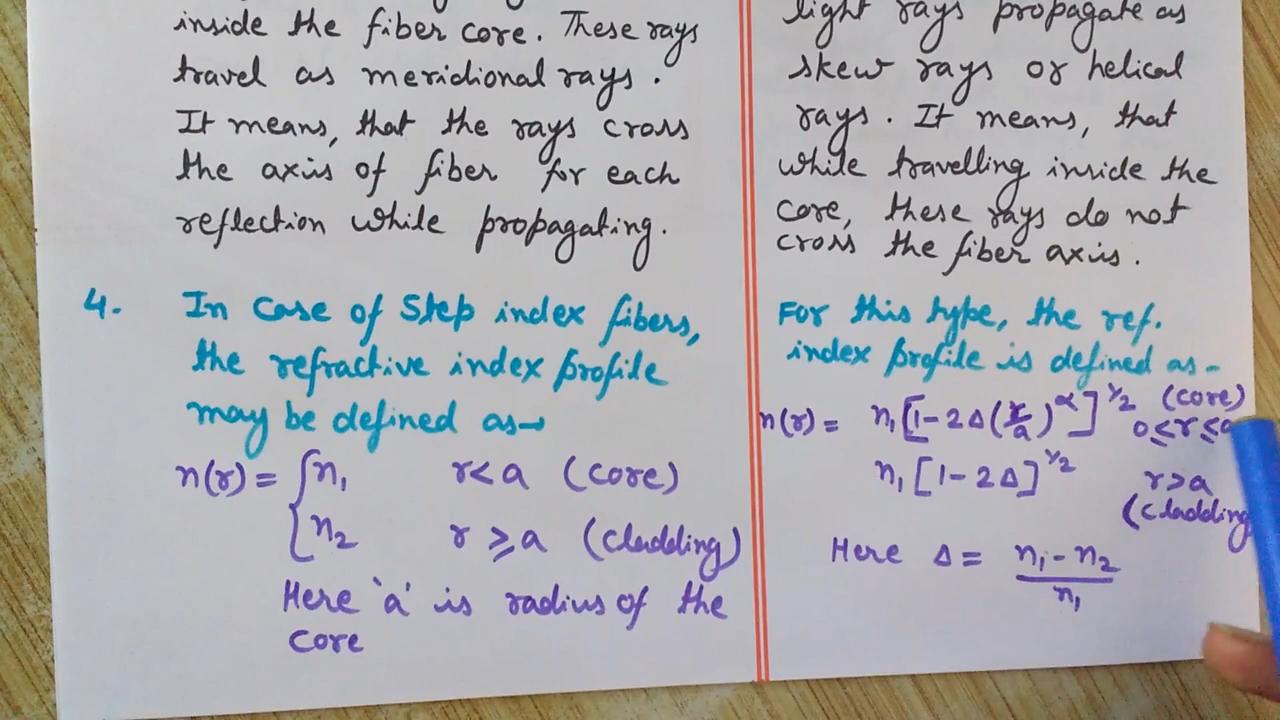 inside the fiber core. These rays
travel as meridional rays.
It means, that the rays cross
the axis of fiber for each
reflection while propagating.
4. In case of Step index fibers,
the refractive index profile
may be defined as→
n(r) = { n₁ r < a (core)
n₂ r ⩾ a (cladding)
Here 'a' is radius of the
core
light rays propagate as
skew rays or helical
rays. It means, that
while travelling inside the
core, these rays do not
cross the fiber axis.
For this type, the ref.
index profile is defined as-
n(r) = n₁[1-2Δ(r/a)^α]^1/2 (core)
0≤r≤a
n₁[1-2Δ]^1/2 r>a
(cladding
Here Δ = n₁-n₂ / n₁